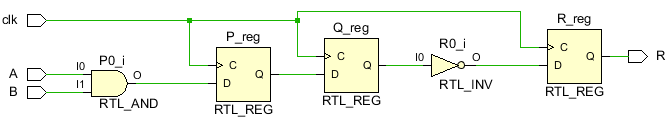 clk
A
B
P0_i
I0
I1
O
RTL_AND
P_reg
C
D
Q
RTL_REG
Q_reg
C
D
Q
RTL_REG
R0_i
I0
O
RTL_INV
R_reg
C
D
Q
RTL_REG
R